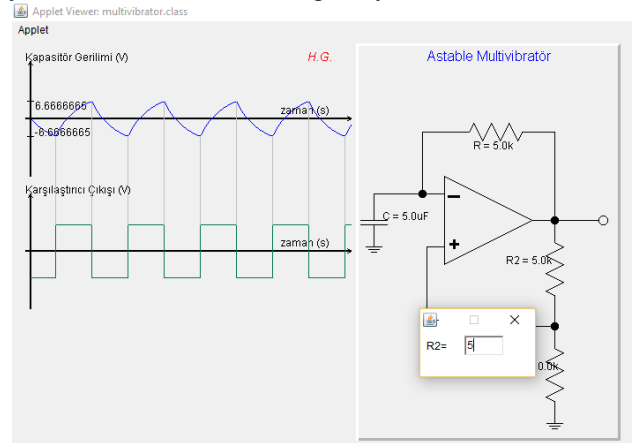 Applet Viewer: multivibrator.class
Applet
Kapasitör Gerilimi (V)
H.G.
6.6666665
zaman (s)
-6.6666665
Karşılaştırıcı Çıkışı (V)
zaman (s)
Astable Multivibratör
R = 5.0k
C = 5.0uF
R2 = 5.0k
R2=
5
0.0k